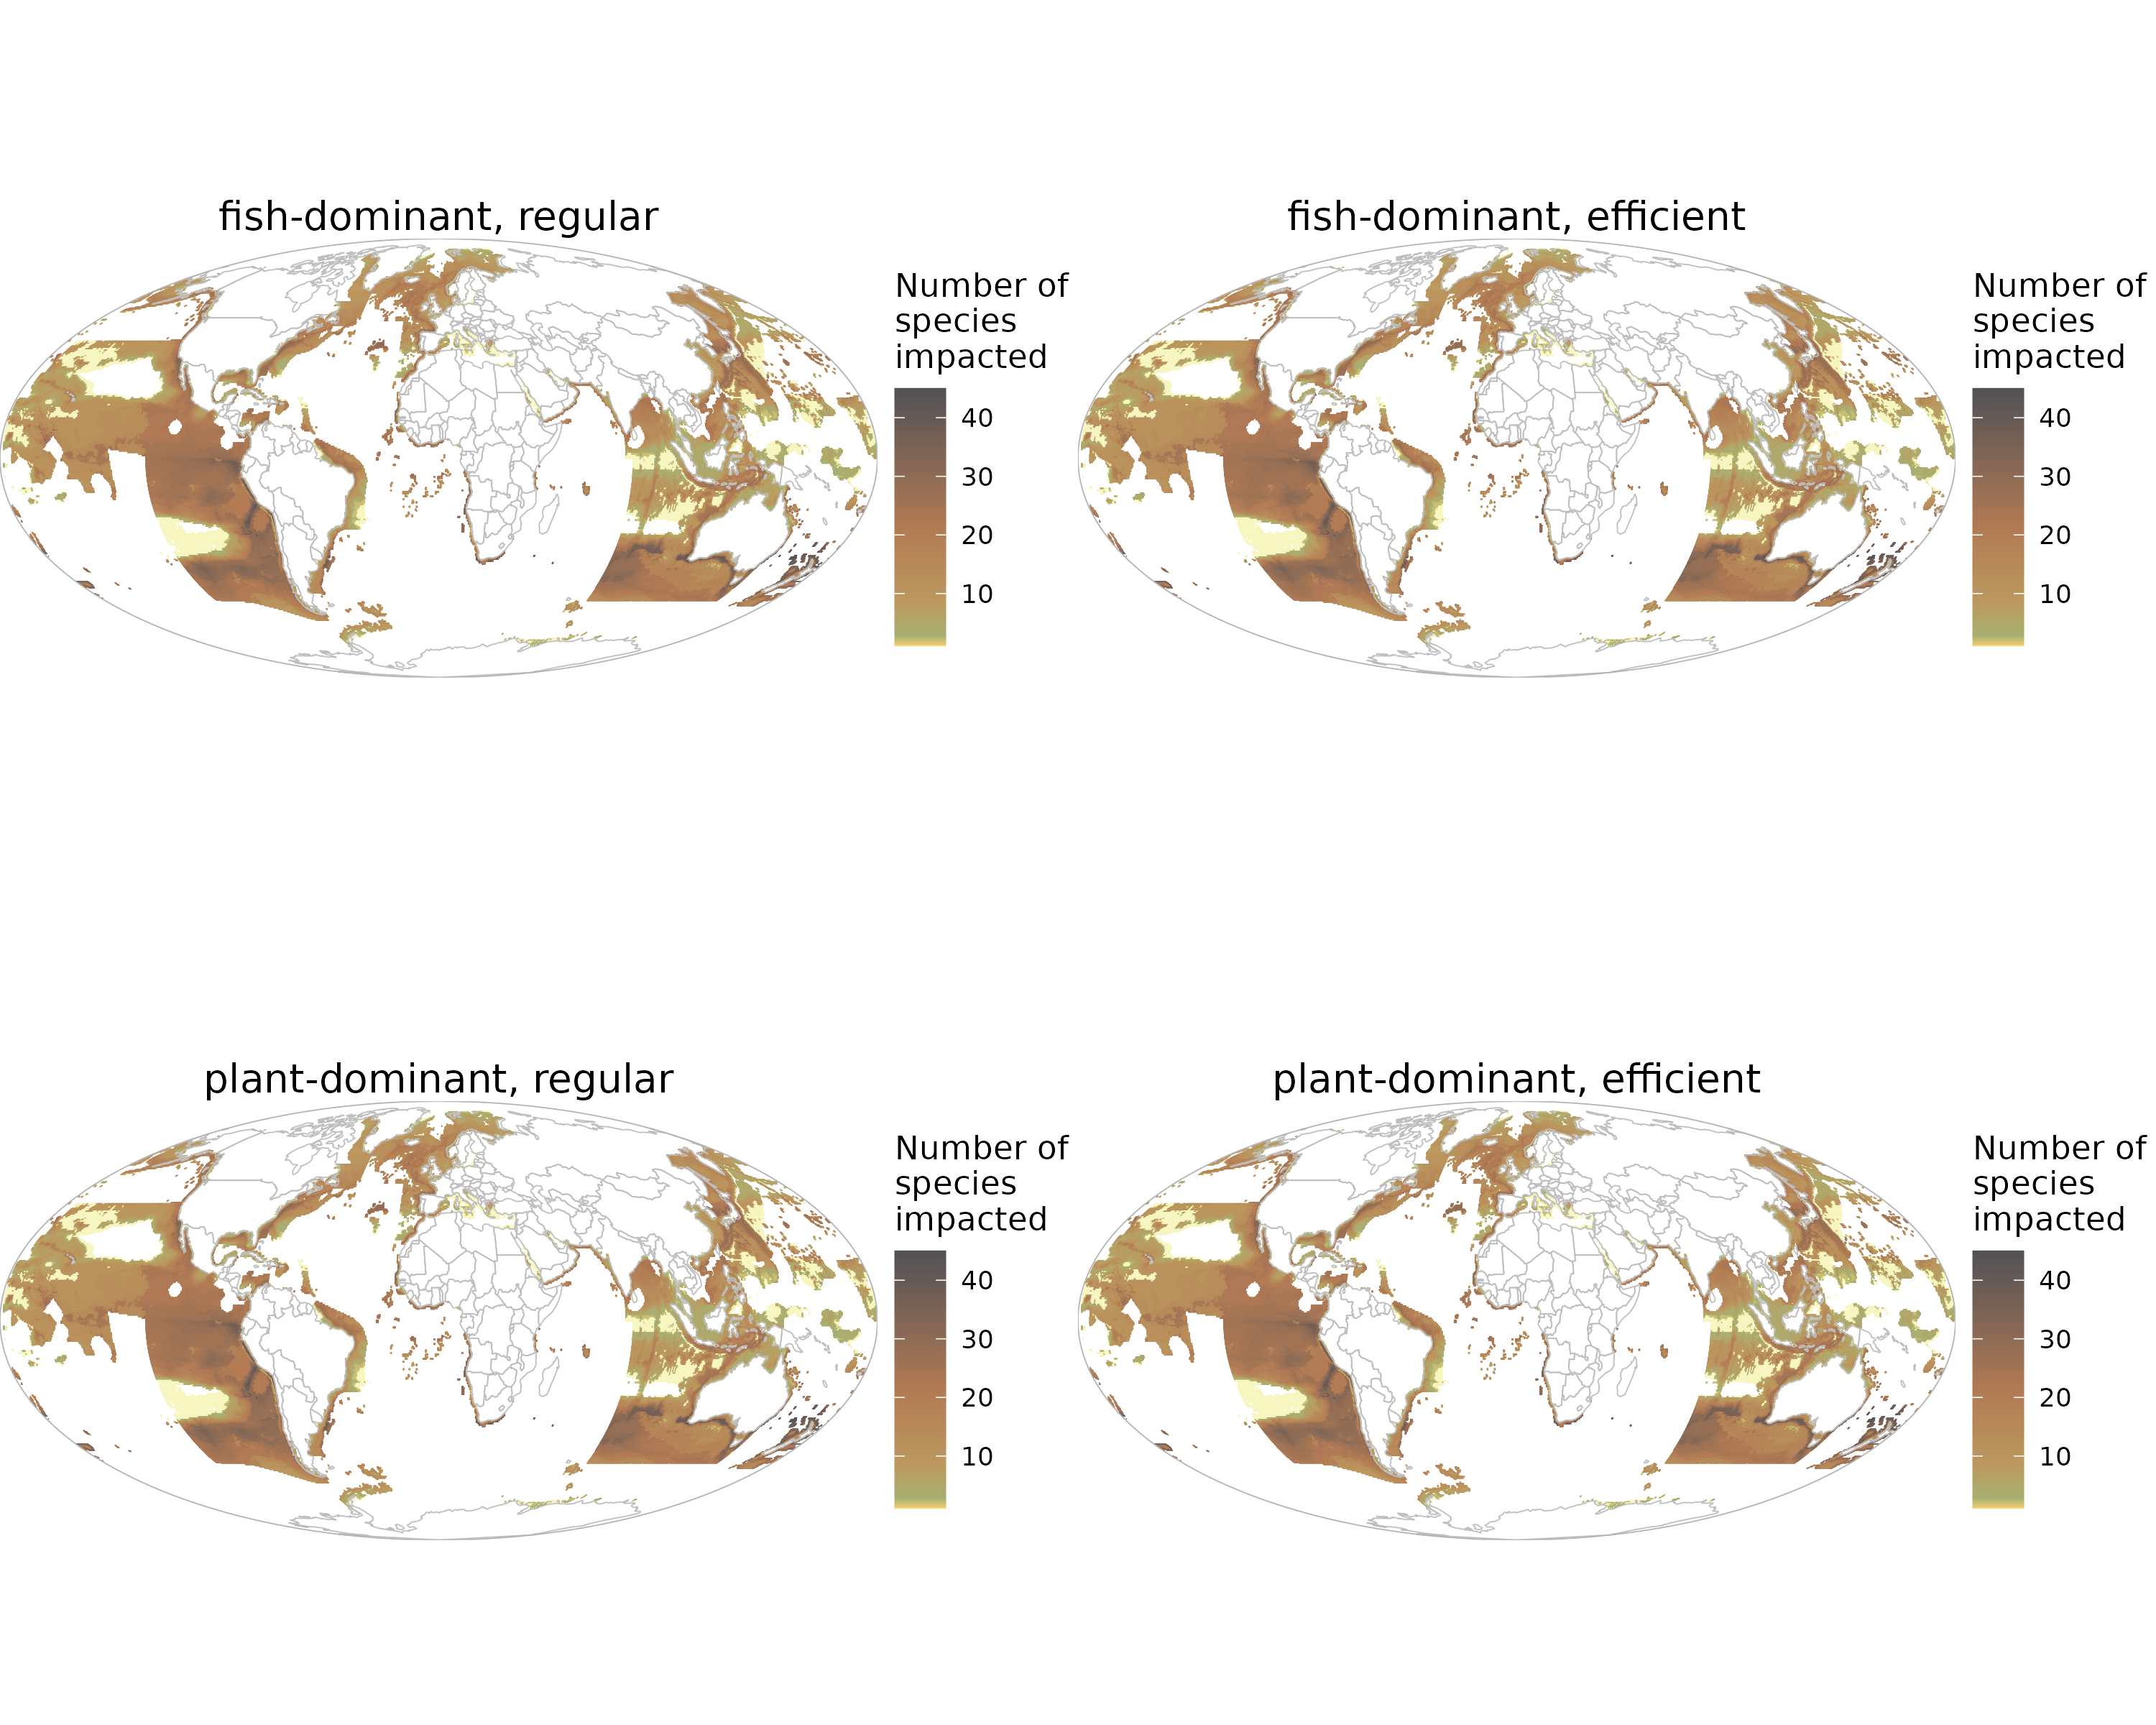 fish-dominant, regular
Number of
species
impacted
40
30
20
10
fish-dominant, efficient
Number of
species
impacted
40
30
20
10
plant-dominant, regular
Number of
species
impacted
40
30
20
10
plant-dominant, efficient
Number of
species
impacted
40
30
20
10